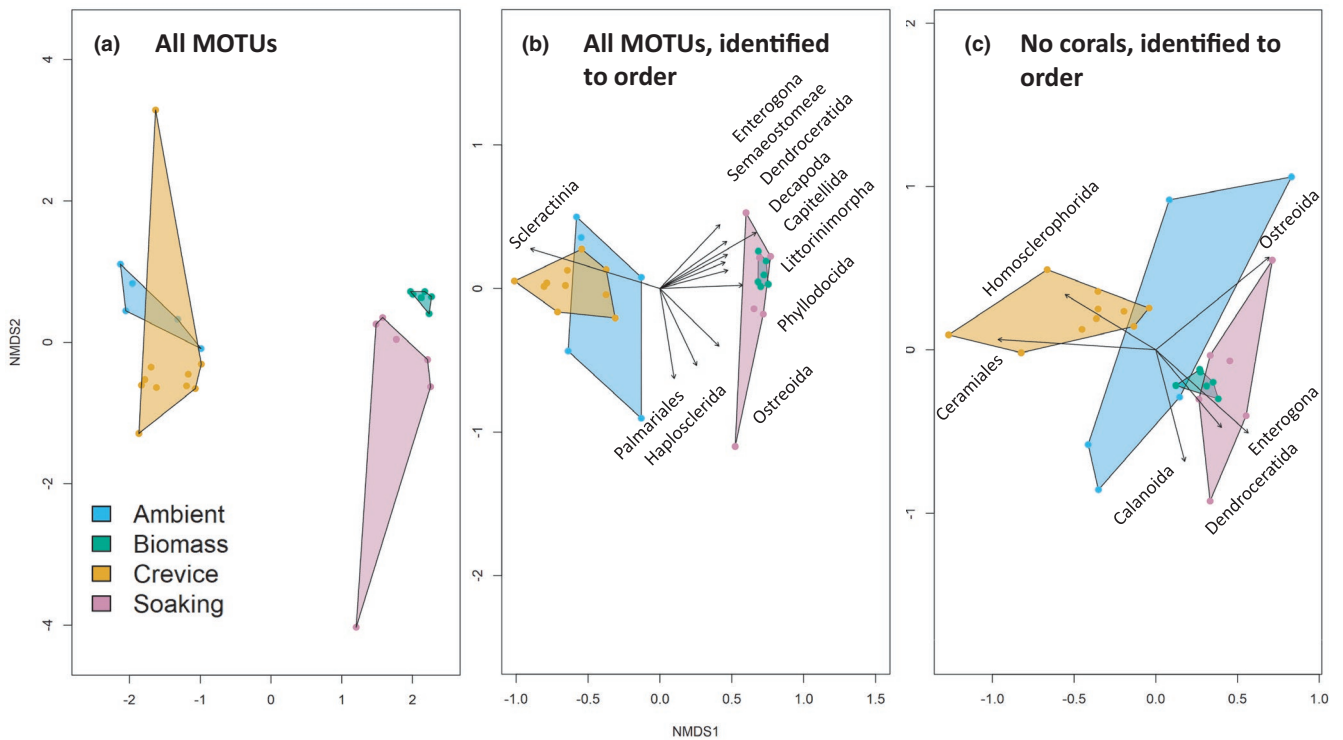 (a) All MOTUs
(b) All MOTUs, identified
to order
(c) No corals, identified to
order
NMDS2
4
2
0
-2
-4
-2
-1
0
1
2
Ambient
Biomass
Crevice
Soaking
1
0
-1
-2
-1.0
-0.5
0.0
0.5
1.0
1.5
Scleractinia
Enterogona
Semaeostomeae
Dendroceratida
Decapoda
Capitellida
Littorinimorpha
Phyllodocida
Ostreoida
Haplosclerida
Palmariales
NMDS1
2
1
0
-1
-1.0
-0.5
0.0
0.5
1.0
Homosclerophorida
Ostreoida
Ceramiales
Calanoida
Enterogona
Dendroceratida